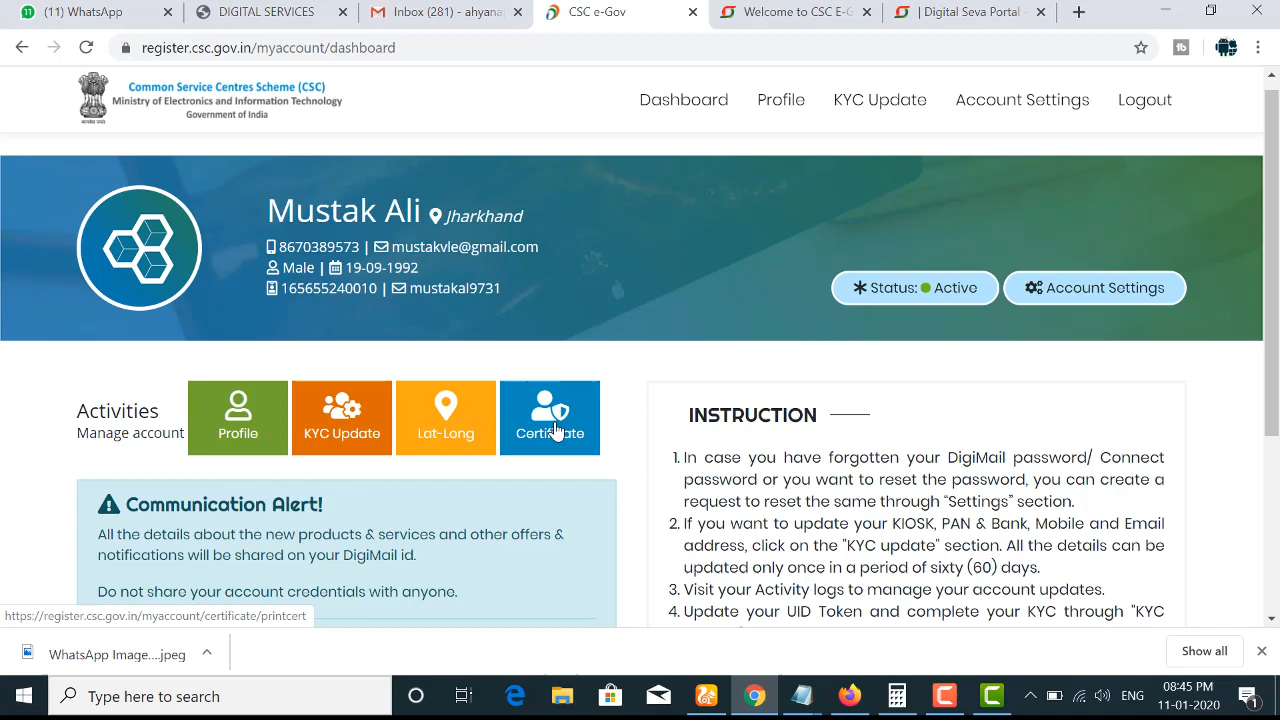 (11) WhatsApp
DIGITAL SERVICES
Inbox (281) - ahyana
CSC e-Gov
Welcome to CSC E-G
| Digital Seva Portal -
register.csc.gov.in/myaccount/dashboard
Common Service Centres Scheme (CSC)
Ministry of Electronics and Information Technology
Government of India
Dashboard
Profile
KYC Update
Account Settings
Logout
Mustak Ali Jharkhand
8670389573 | mustakvle@gmail.com
Male | 19-09-1992
165655240010 | mustakal9731
Status: Active
Account Settings
Activities
Manage account
Profile
KYC Update
Lat-Long
Certificate
Communication Alert!
All the details about the new products & services and other offers &
notifications will be shared on your DigiMail id.
Do not share your account credentials with anyone.
INSTRUCTION
1. In case you have forgotten your DigiMail password/ Connect
password or you want to reset the password, you can create a
request to reset the same through “Settings” section.
2. If you want to update your KIOSK, PAN & Bank, Mobile and Email
address, click on the "KYC update" section. All the details can be
updated only once in a period of sixty (60) days.
3. Visit your Activity logs to manage your account updates.
4. Update your UID Token and complete your KYC through "KYC
https://register.csc.gov.in/myaccount/certificate/printcert
WhatsApp Image....jpeg
Show all
Type here to search
ENG
08:45 PM
11-01-2020
1